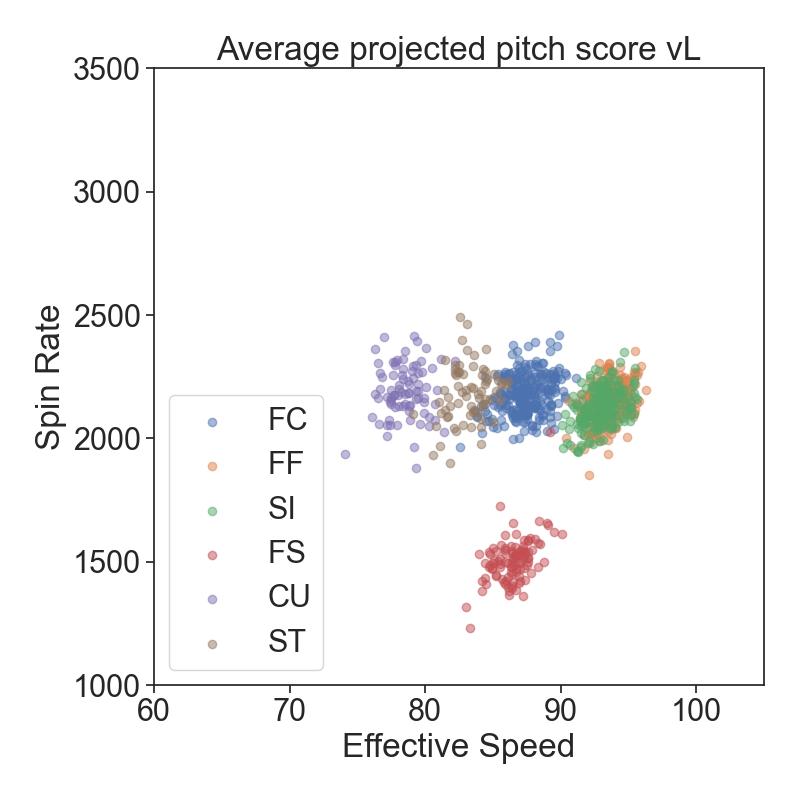 Average projected pitch score vL
3500
3000
2500
2000
1500
1000
Spin Rate
FC
FF
SI
FS
CU
ST
60
70
80
90
100
Effective Speed